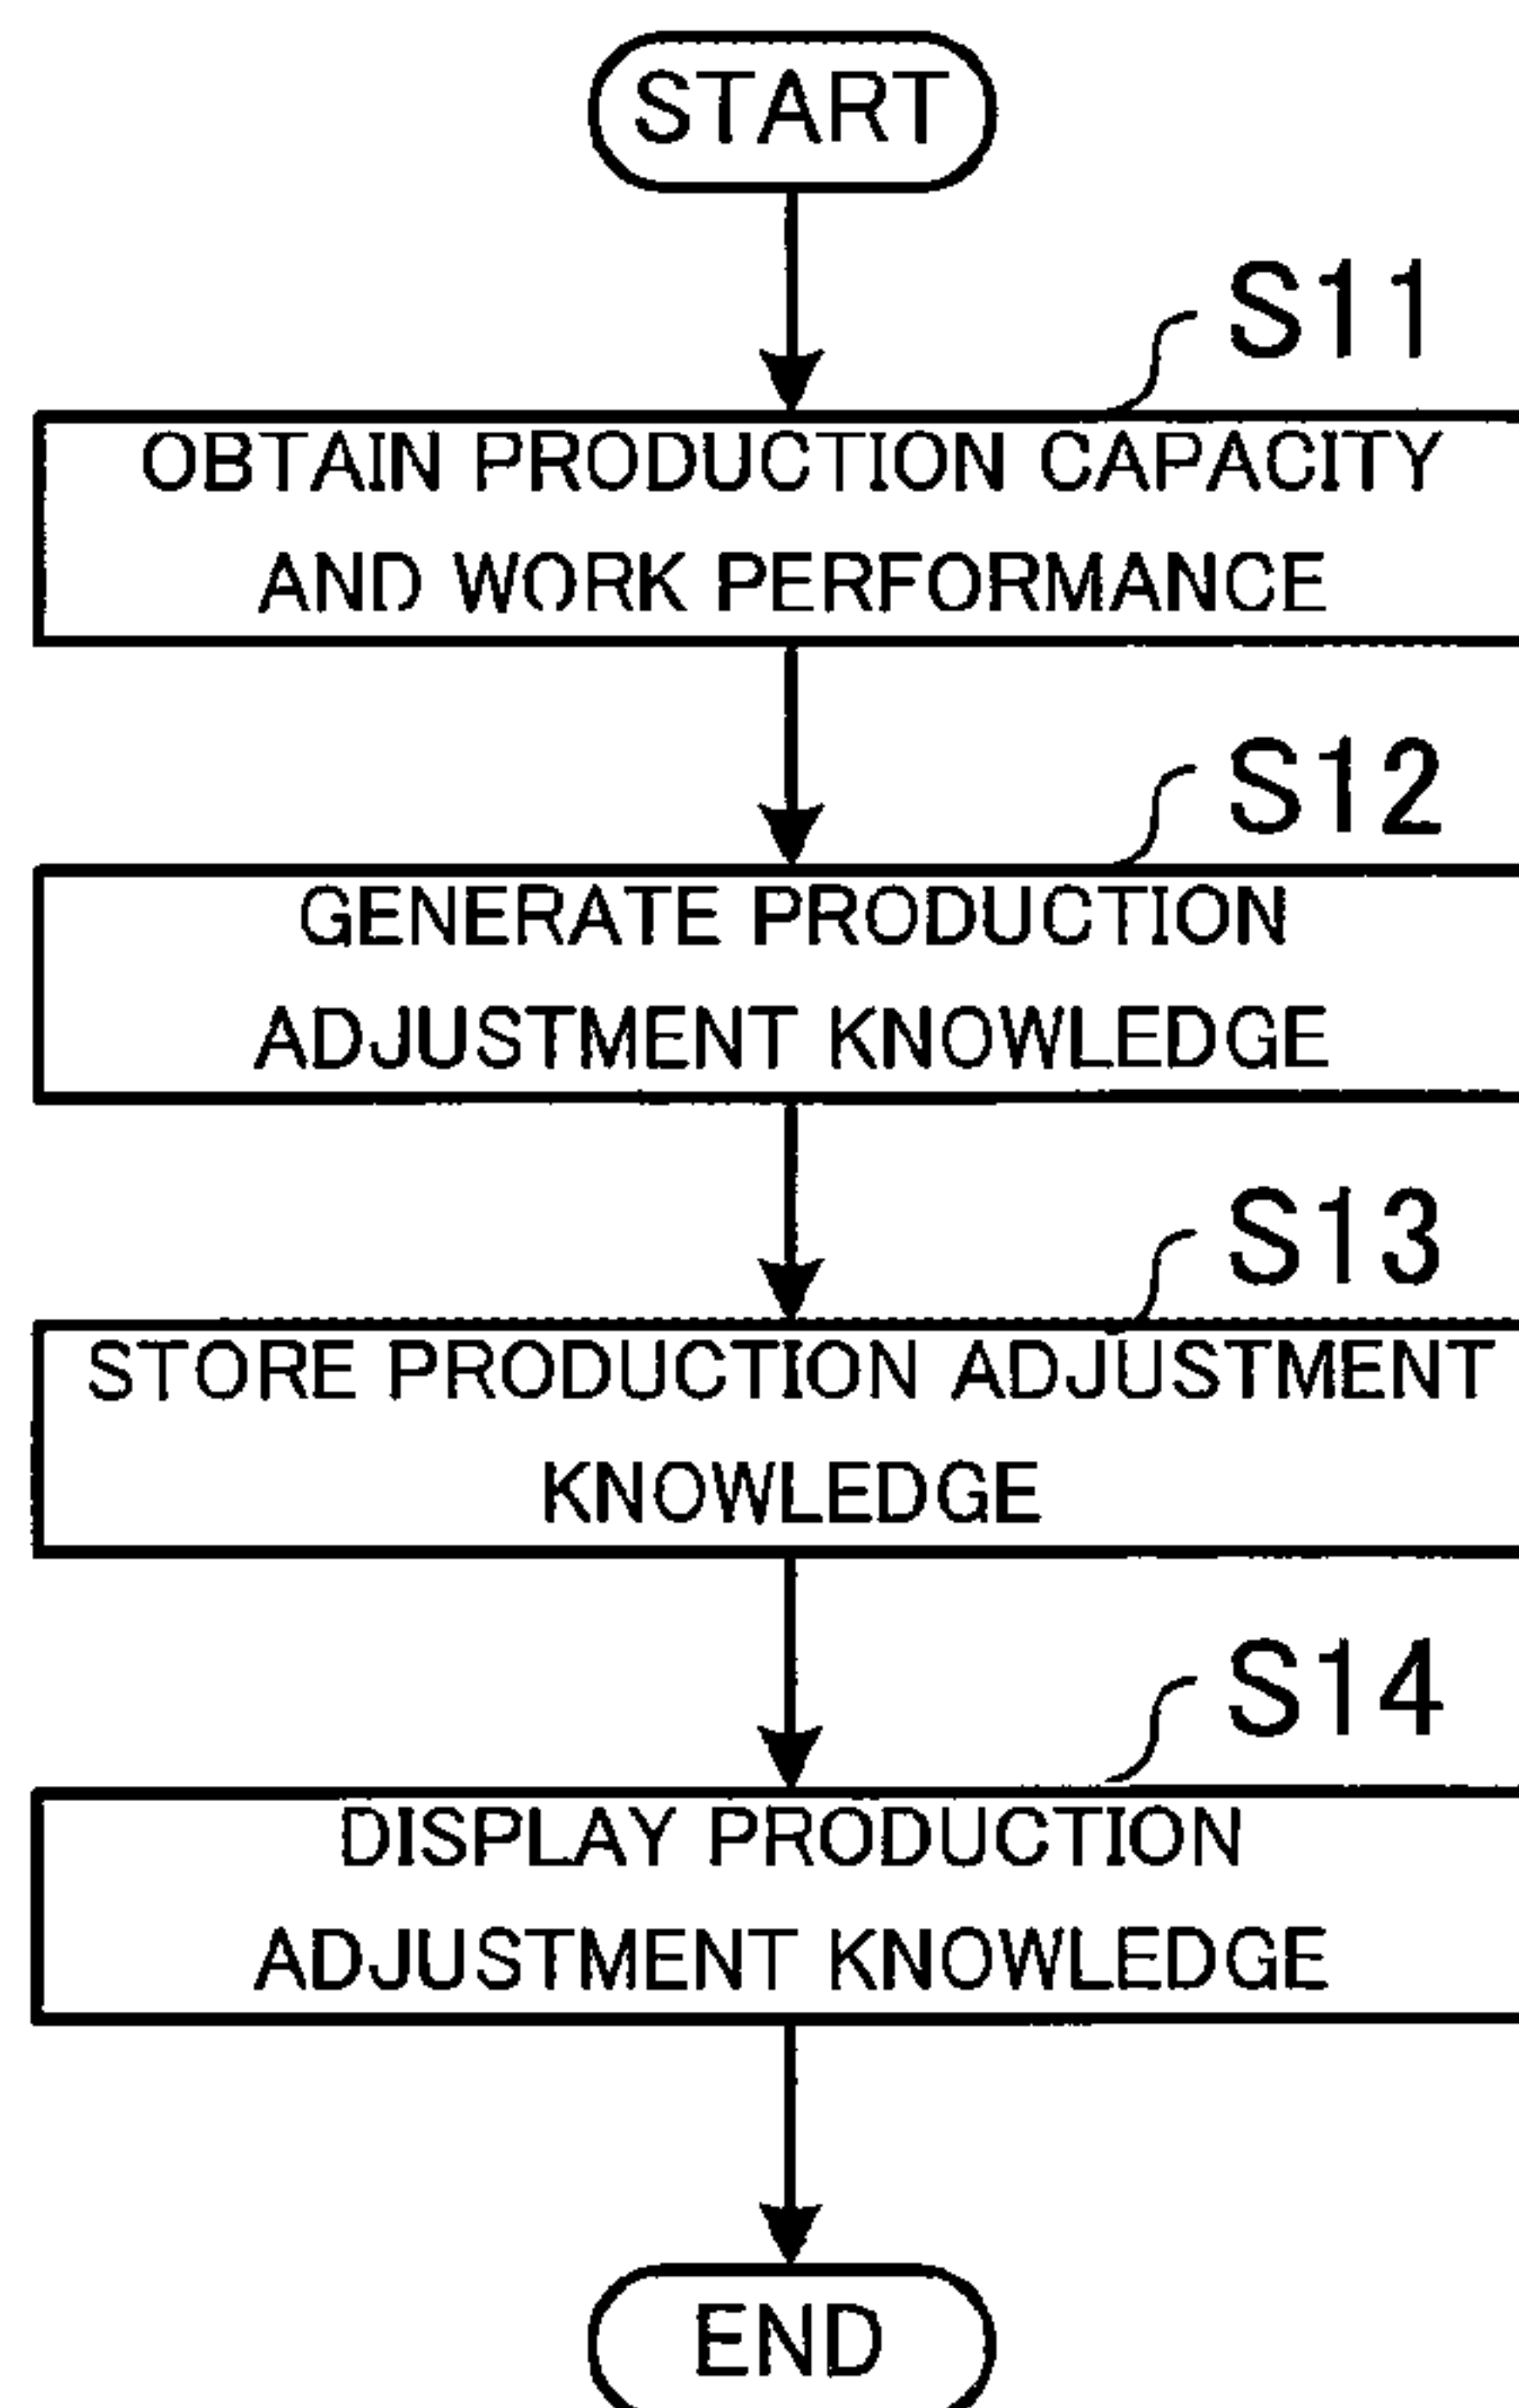 START
S11
OBTAIN PRODUCTION CAPACITY
AND WORK PERFORMANCE
S12
GENERATE PRODUCTION
ADJUSTMENT KNOWLEDGE
S13
STORE PRODUCTION ADJUSTMENT
KNOWLEDGE
S14
DISPLAY PRODUCTION
ADJUSTMENT KNOWLEDGE
END